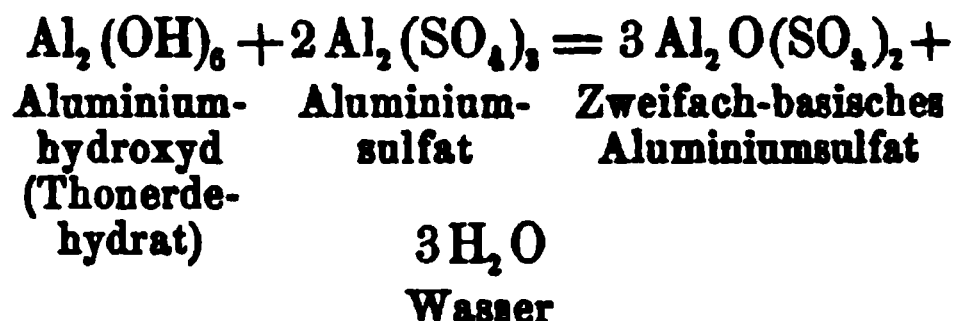 Al₂(OH)₆ + 2 Al₂(SO₄)₃ = 3 Al₂O(SO₄)₂ +
Aluminium- Aluminium- Zweifach-basisches
hydroxyd sulfat Aluminiumsulfat
(Thonerde-
hydrat) 3 H₂O
Wasser